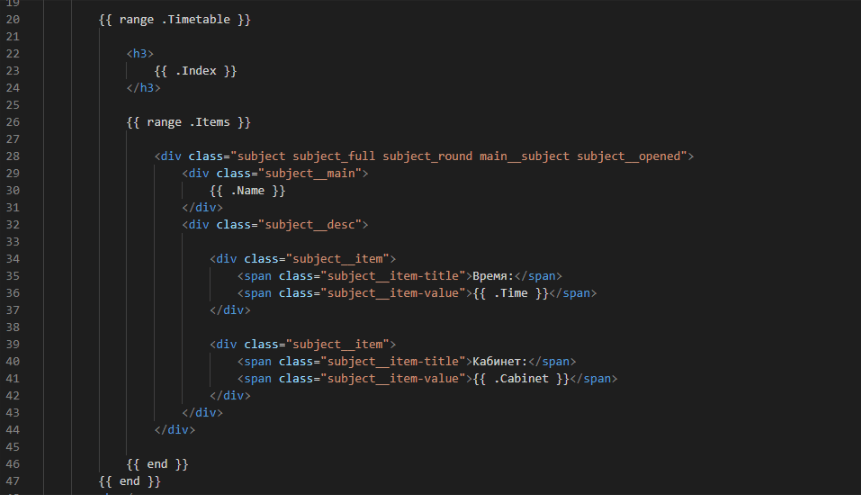 19
20 {{ range .Timetable }}
21
22 <h3>
23 {{ .Index }}
24 </h3>
25
26 {{ range .Items }}
27
28 <div class="subject subject_full subject_round main__subject subject__opened">
29 <div class="subject__main">
30 {{ .Name }}
31 </div>
32 <div class="subject__desc">
33
34 <div class="subject__item">
35 <span class="subject__item-title">Время:</span>
36 <span class="subject__item-value">{{ .Time }}</span>
37 </div>
38
39 <div class="subject__item">
40 <span class="subject__item-title">Кабинет:</span>
41 <span class="subject__item-value">{{ .Cabinet }}</span>
42 </div>
43 </div>
44 </div>
45
46 {{ end }}
47 {{ end }}